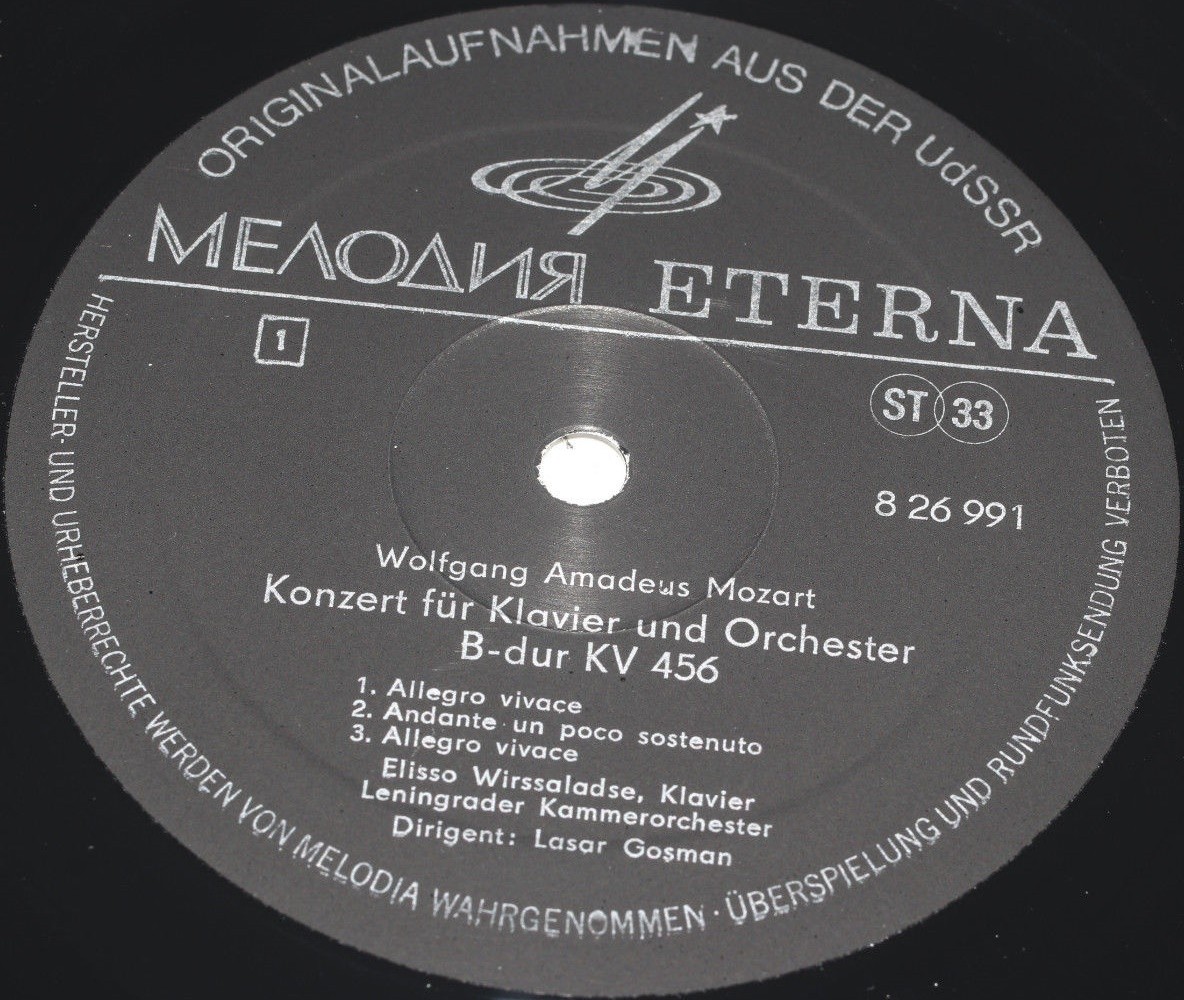 ORIGINALAUFNAHMEN AUS DER UdSSR
МЕЛОДИЯ ETERNA
1
ST 33
8 26 991
Wolfgang Amadeus Mozart
Konzert für Klavier und Orchester
B-dur KV 456
1. Allegro vivace
2. Andante un poco sostenuto
3. Allegro vivace
Elisso Wirssaladse, Klavier
Leningrader Kammerorchester
Dirigent: Lasar Gosman
HERSTELLER- UND URHEBERRECHTE WERDEN VON MELODIA WAHRGENOMMEN · ÜBERSPIELUNG UND RUNDFUNKSENDUNG VERBOTEN